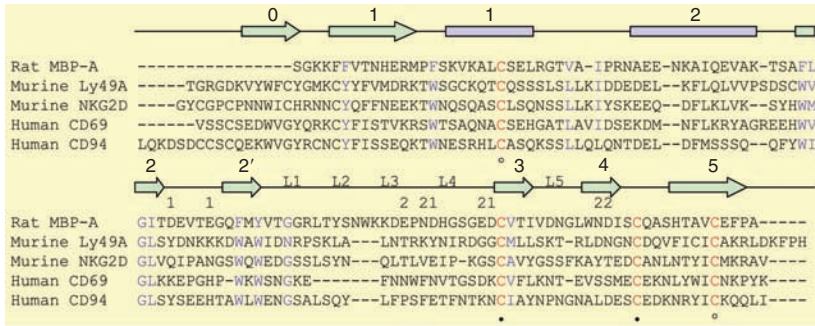 0 1 1 2
Rat MBP-A ----------------SGKKFFVTNHERMPFSKVKALCSELRGTVA-IPRNAEE-NKAIQEVAK-TSAFL
Murine Ly49A -----TGRGDKVYWFCYGMKCYYFVMDRKTWSGCKQTCQSSSLSLLKIDDEDEL--KFLQLVVPSDSCWV
Murine NKG2D ----GYCGPCPNNWICHRNNCYQFFNEEKTWNQSQASCLSQNSSLLKIYSKEEQ--DFLKLVK--SYHWM
Human CD69 ------VSSCSEDWVGYQRKCYFISTVKRSWTSAQNACSEHGATLAVIDSEKDM--NFLKRYAGREEHWV
Human CD94 LQKDSDCCSCQEKWVGYRCNCYFISSEQKTWNESRHLCASQKSSLLQLQNTDEL--DFMSSSQ--QFYWI
2 2′ L1 L2 L3 L4 3 L5 4 5
1 1 2 21 21 22
Rat MBP-A GITDEVTEGQFMYVTGGRLTYSNWKKDEPNDHGSGEDCVTIVDNGLWNDISCQASHTAVCEFPA-----
Murine Ly49A GLSYDNKKKDWAWIDNRPSKLA---LNTRKYNIRDGGCMLLSKT-RLDNGNCDQVFICICAKRLDKFPH
Murine NKG2D GLVQIPANGSWQWEDGSSLSYN---QLTLVEIP-KGSCAVYGSSFKAYTEDCANLNTYICMKRAV----
Human CD69 GLKKEPGHP-WKWSNGKE-------FNNWFNVTGSDKCVFLKNT-EVSSMECEKNLYWICNKPYK----
Human CD94 GLSYSEEHTAWLWENGSALSQY---LFPSFETFNTKNCIAYNPNGNALDESCEDKNRYICKQQLI----